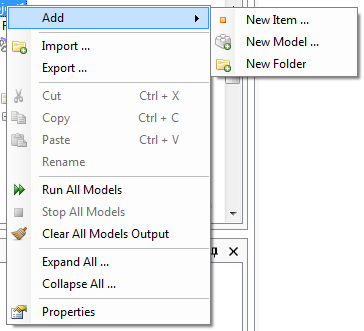 Add
New Item ...
New Model ...
New Folder
Import ...
Export ...
Cut Ctrl + X
Copy Ctrl + C
Paste Ctrl + V
Rename
Run All Models
Stop All Models
Clear All Models Output
Expand All ...
Collapse All ...
Properties